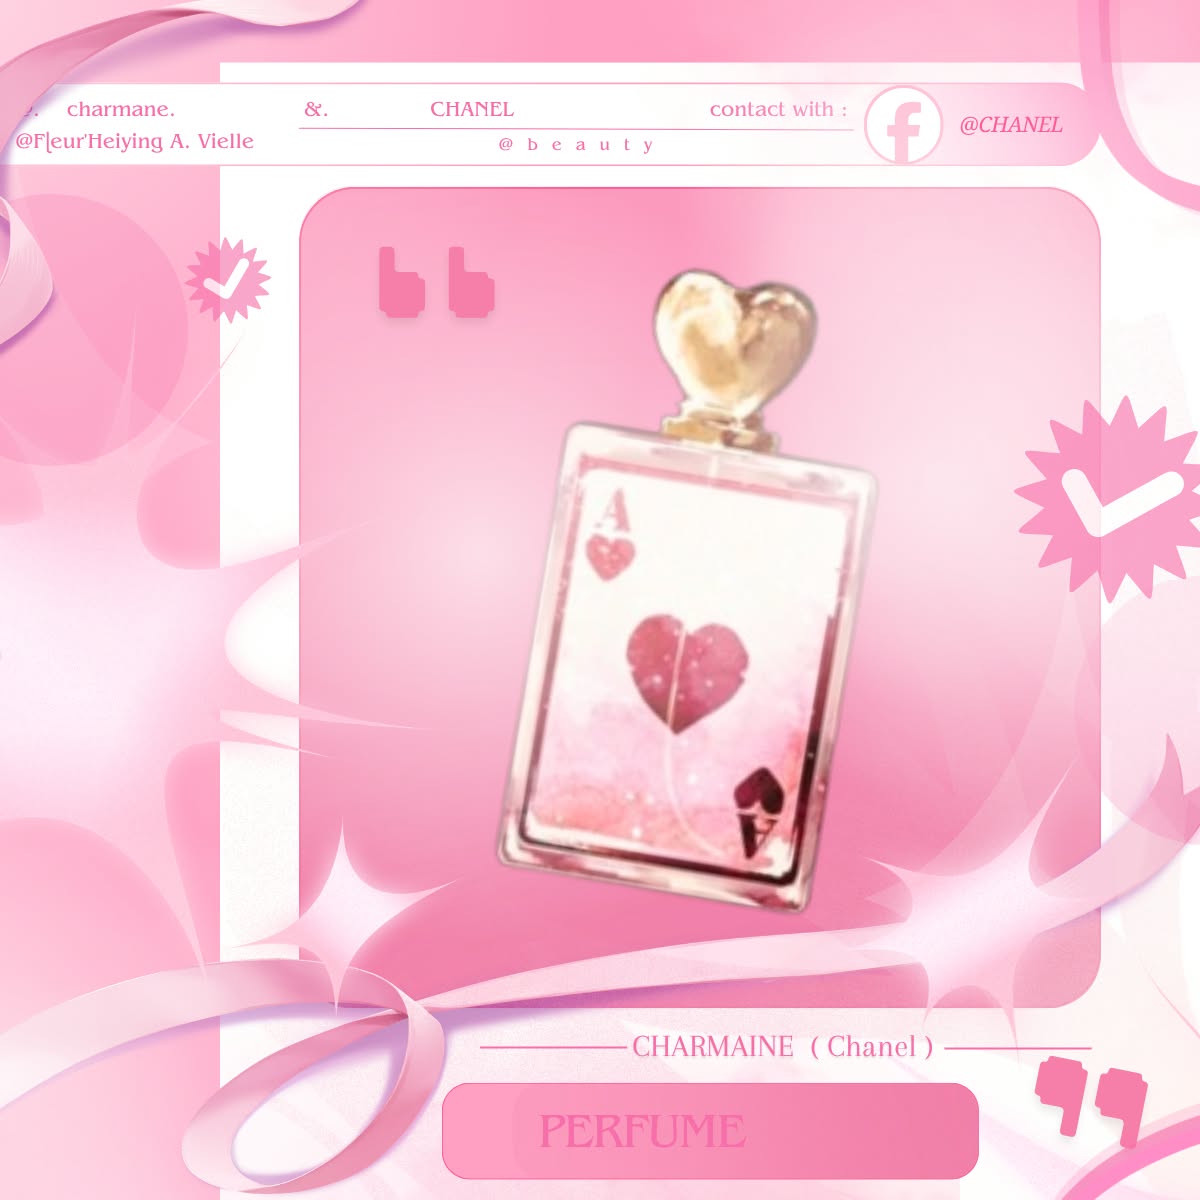 charmane. &. CHANEL contact with :
@Fleur'Heiying A. Vielle
@ b e a u t y
@CHANEL
A
A
CHARMAINE ( Chanel )
PERFUME